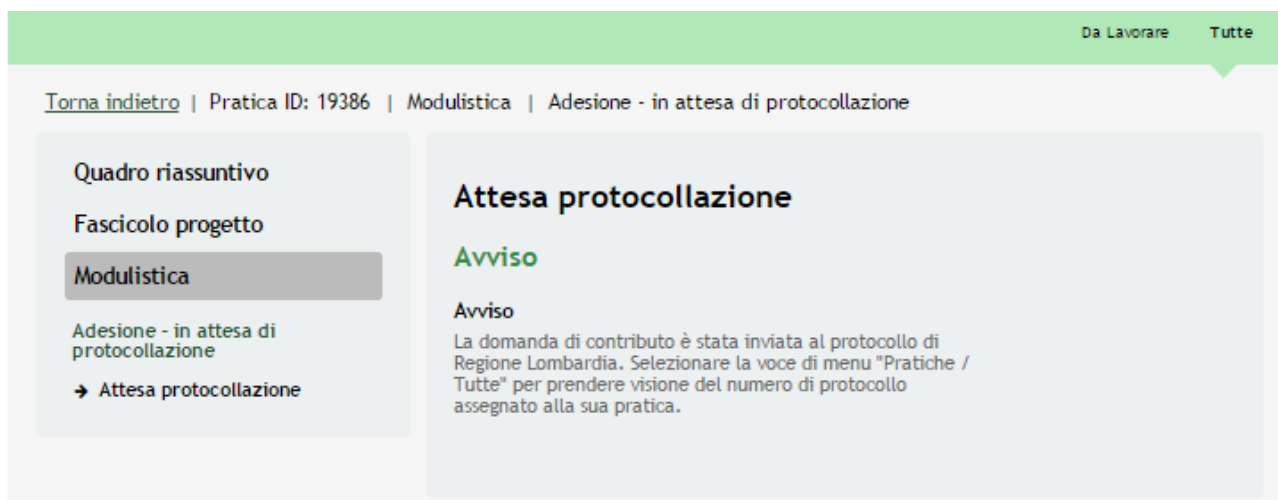 Da Lavorare Tutte
Torna indietro | Pratica ID: 19386 | Modulistica | Adesione - in attesa di protocollazione
Quadro riassuntivo
Fascicolo progetto
Modulistica
Adesione - in attesa di
protocollazione
→ Attesa protocollazione
Attesa protocollazione
Avviso
Avviso
La domanda di contributo è stata inviata al protocollo di
Regione Lombardia. Selezionare la voce di menu "Pratiche /
Tutte" per prendere visione del numero di protocollo
assegnato alla sua pratica.